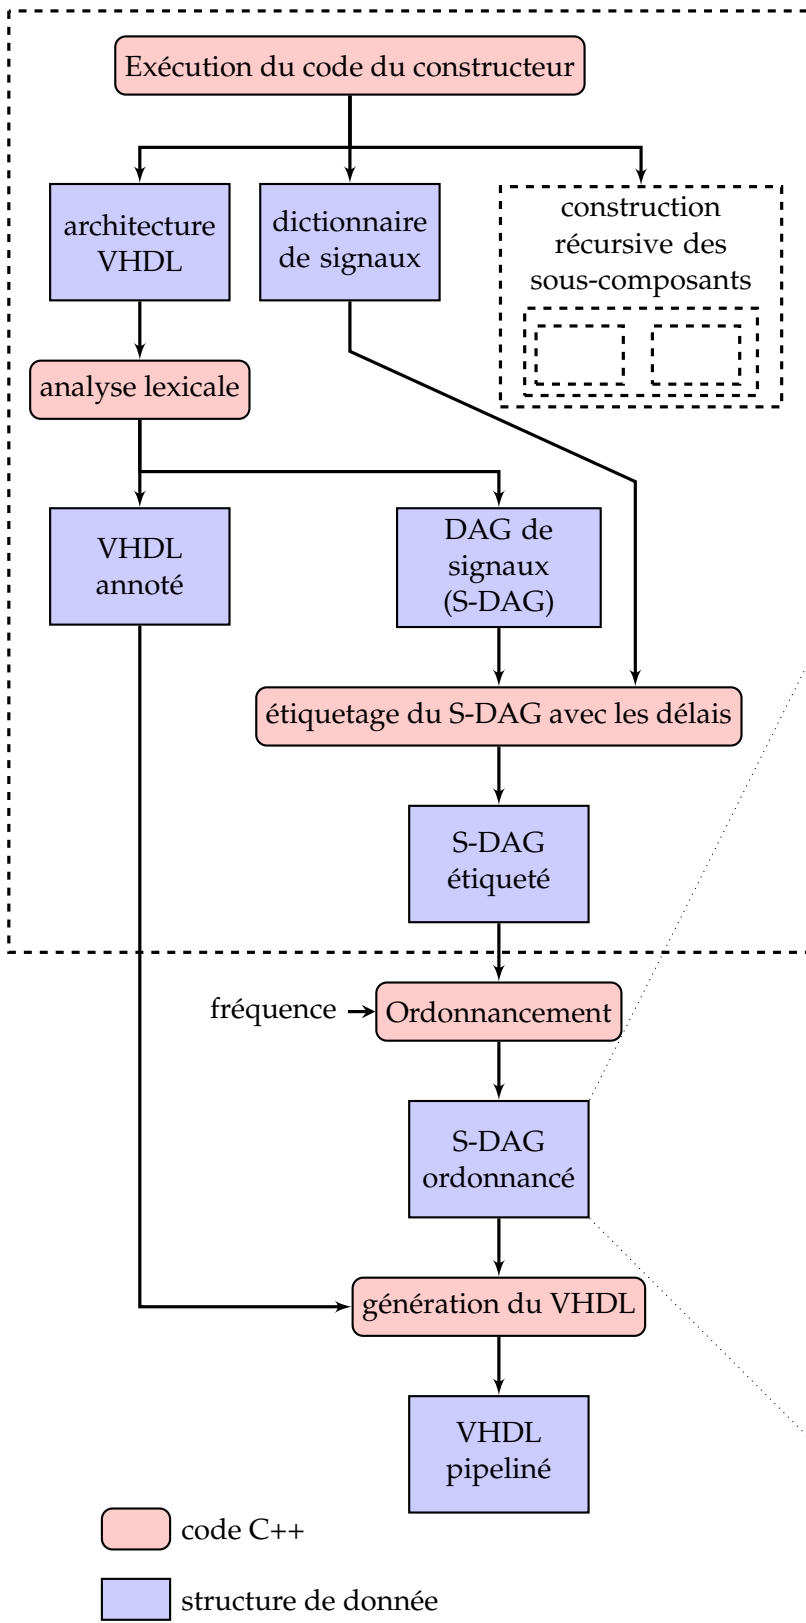 Exécution du code du constructeur
architecture
VHDL
dictionnaire
de signaux
construction
récursive des
sous-composants
analyse lexicale
VHDL
annoté
DAG de
signaux
(S-DAG)
étiquetage du S-DAG avec les délais
S-DAG
étiqueté
fréquence
Ordonnancement
S-DAG
ordonnancé
génération du VHDL
VHDL
pipeliné
code C++
structure de donnée